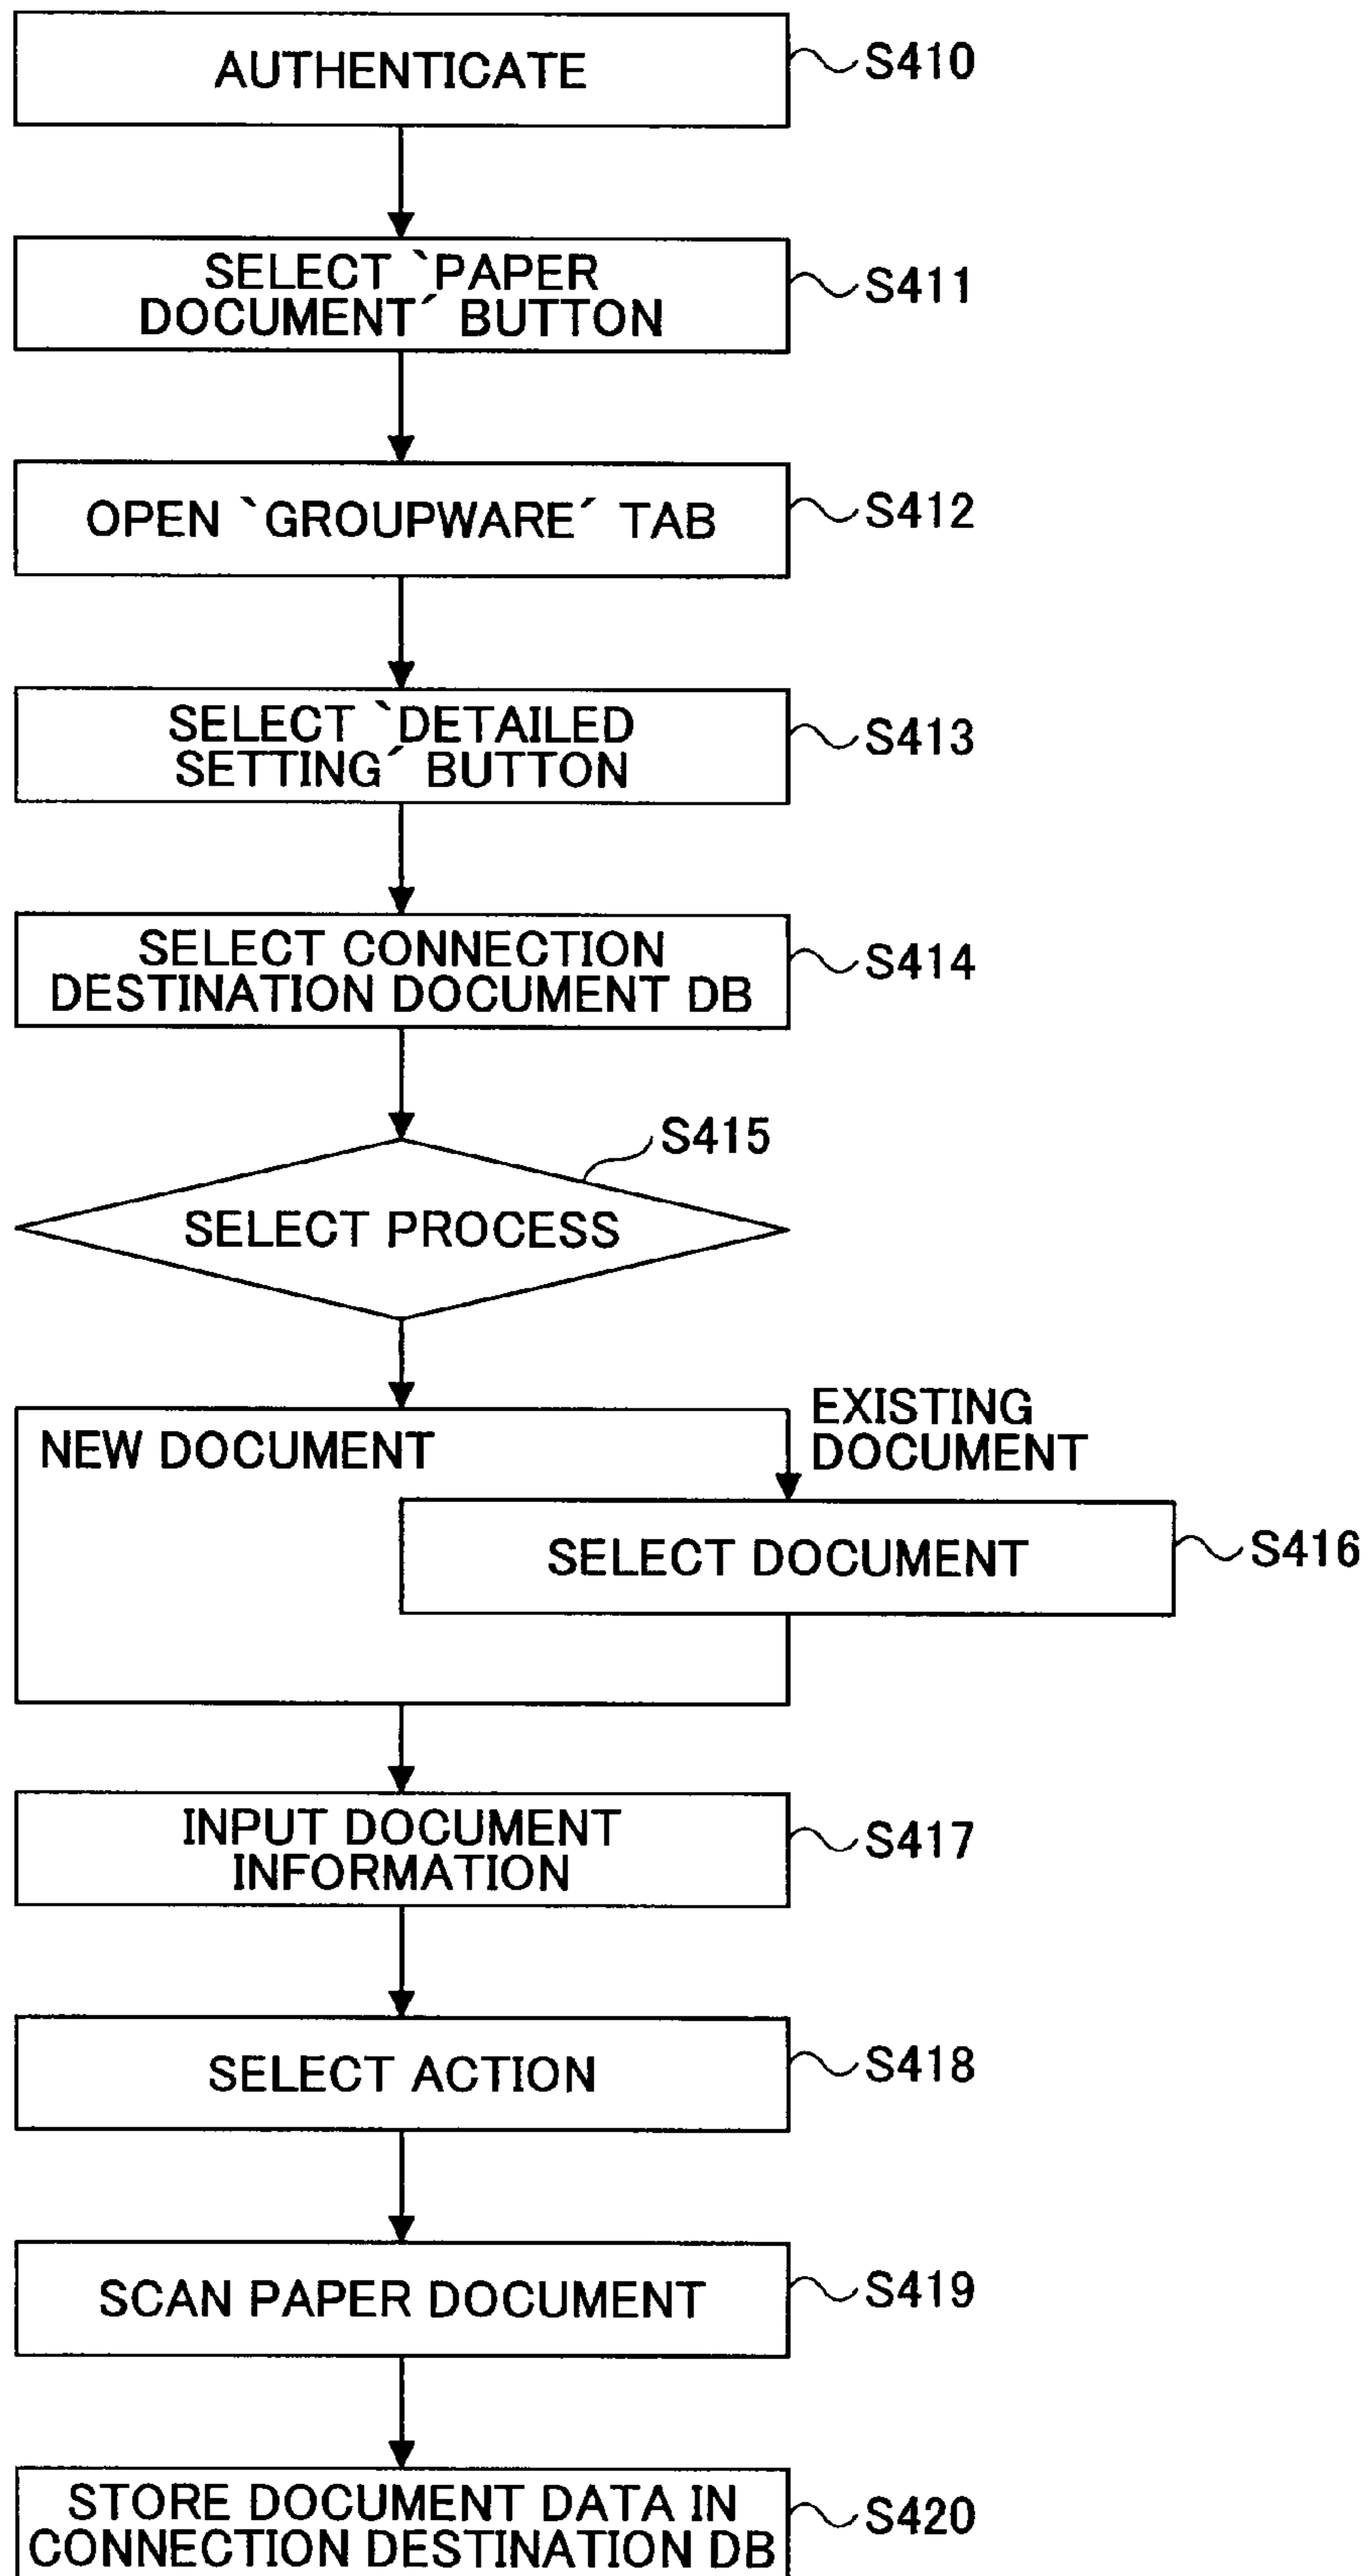 AUTHENTICATE
S410
SELECT `PAPER
DOCUMENT´ BUTTON
S411
OPEN `GROUPWARE´ TAB
S412
SELECT `DETAILED
SETTING´ BUTTON
S413
SELECT CONNECTION
DESTINATION DOCUMENT DB
S414
S415
SELECT PROCESS
NEW DOCUMENT
EXISTING
DOCUMENT
SELECT DOCUMENT
S416
INPUT DOCUMENT
INFORMATION
S417
SELECT ACTION
S418
SCAN PAPER DOCUMENT
S419
STORE DOCUMENT DATA IN
CONNECTION DESTINATION DB
S420